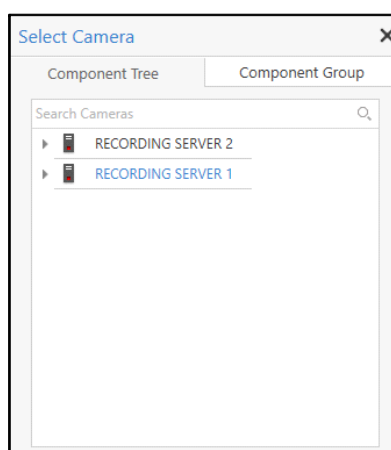 Select Camera
Component Tree
Component Group
Search Cameras
RECORDING SERVER 2
RECORDING SERVER 1